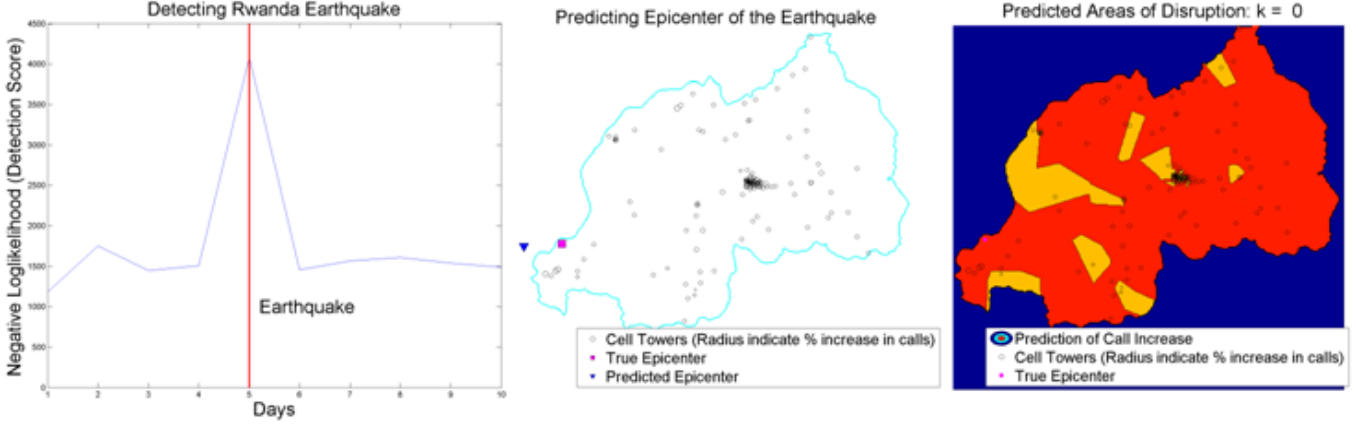 Detecting Rwanda Earthquake
Negative Loglikelihood (Detection Score)
4500
4000
3500
3000
2500
2000
1500
1000
500
0
Earthquake
1 2 3 4 5 6 7 8 9 10
Days
Predicting Epicenter of the Earthquake
Cell Towers (Radius indicate % increase in calls)
True Epicenter
Predicted Epicenter
Predicted Areas of Disruption: k = 0
Prediction of Call Increase
Cell Towers (Radius indicate % increase in calls)
True Epicenter